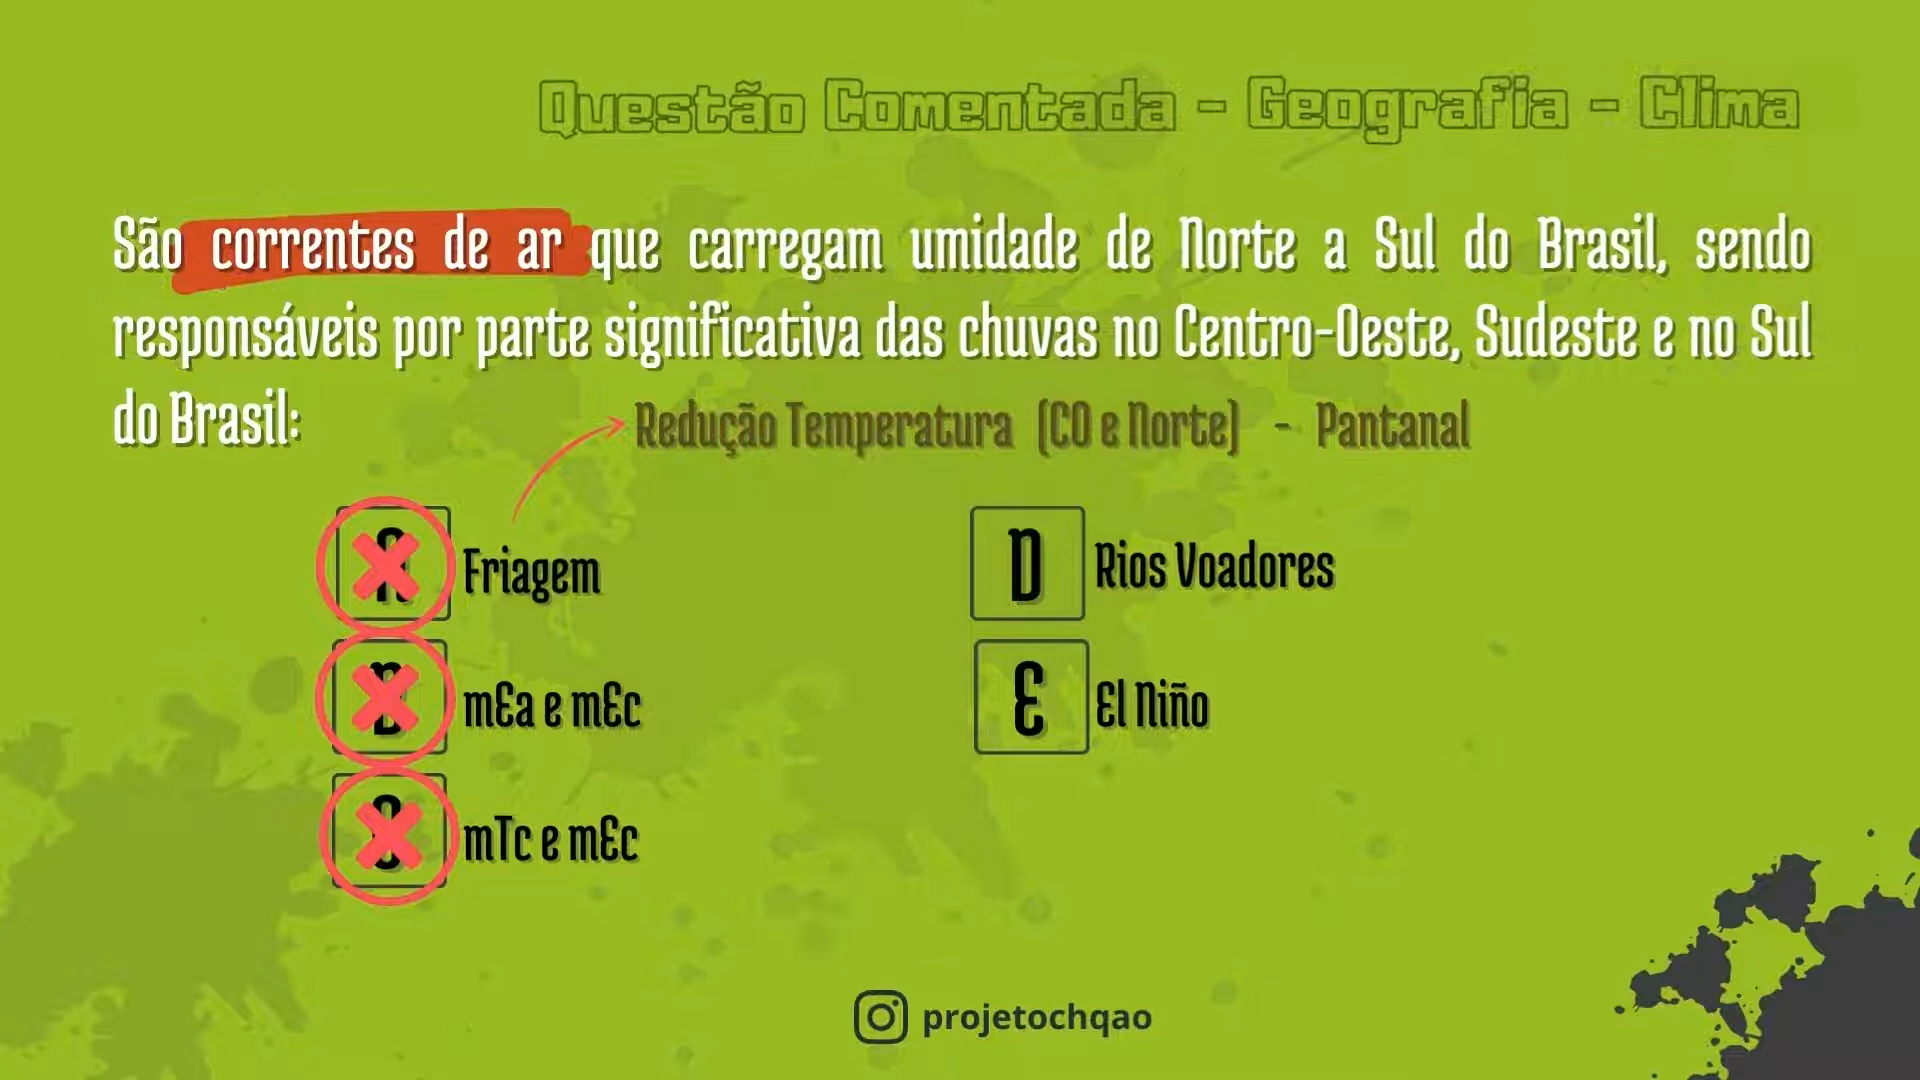 Questão Comentada - Geografia - Clima
São correntes de ar que carregam umidade de Norte a Sul do Brasil, sendo
responsáveis por parte significativa das chuvas no Centro-Oeste, Sudeste e no Sul
do Brasil:
Redução Temperatura (CO e Norte) - Pantanal
A Friagem
B mEa e mEc
C mTc e mEc
D Rios Voadores
E El Niño
projetochqao